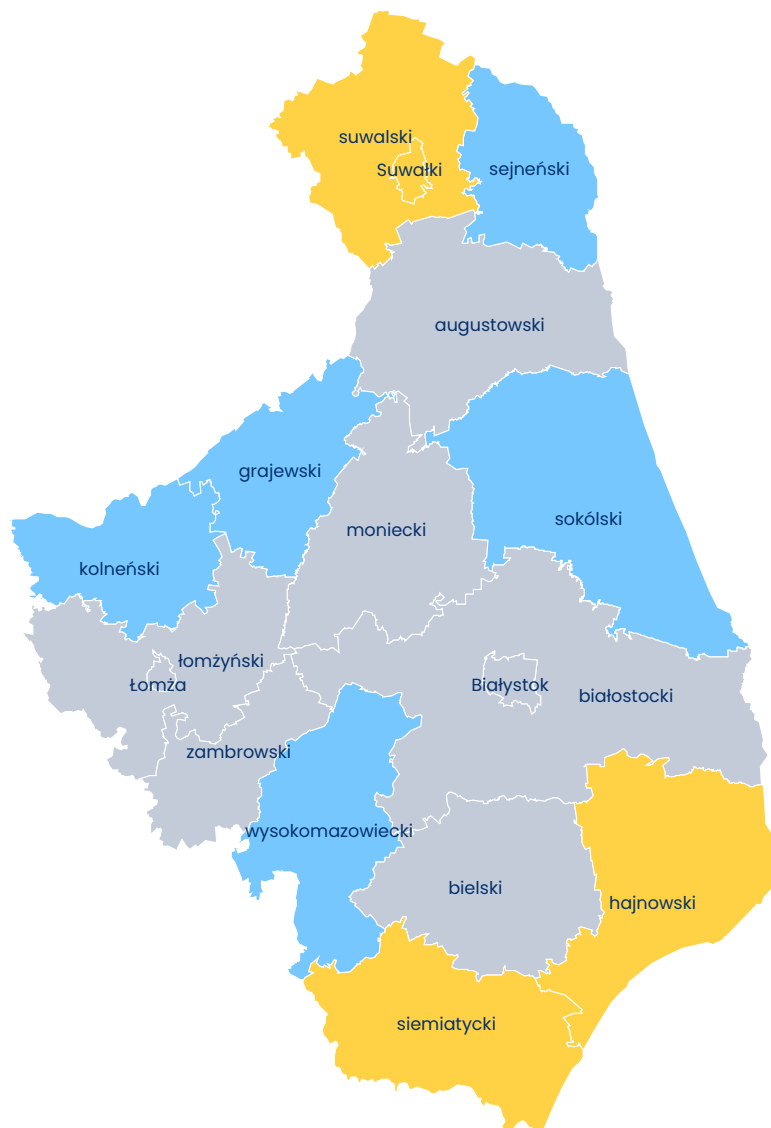 suwalski
Suwałki
sejneński
augustowski
grajewski
sokólski
moniecki
kolneński
łomżyński
Łomża
Białystok
białostocki
zambrowski
wysokomazowiecki
bielski
hajnowski
siemiatycki